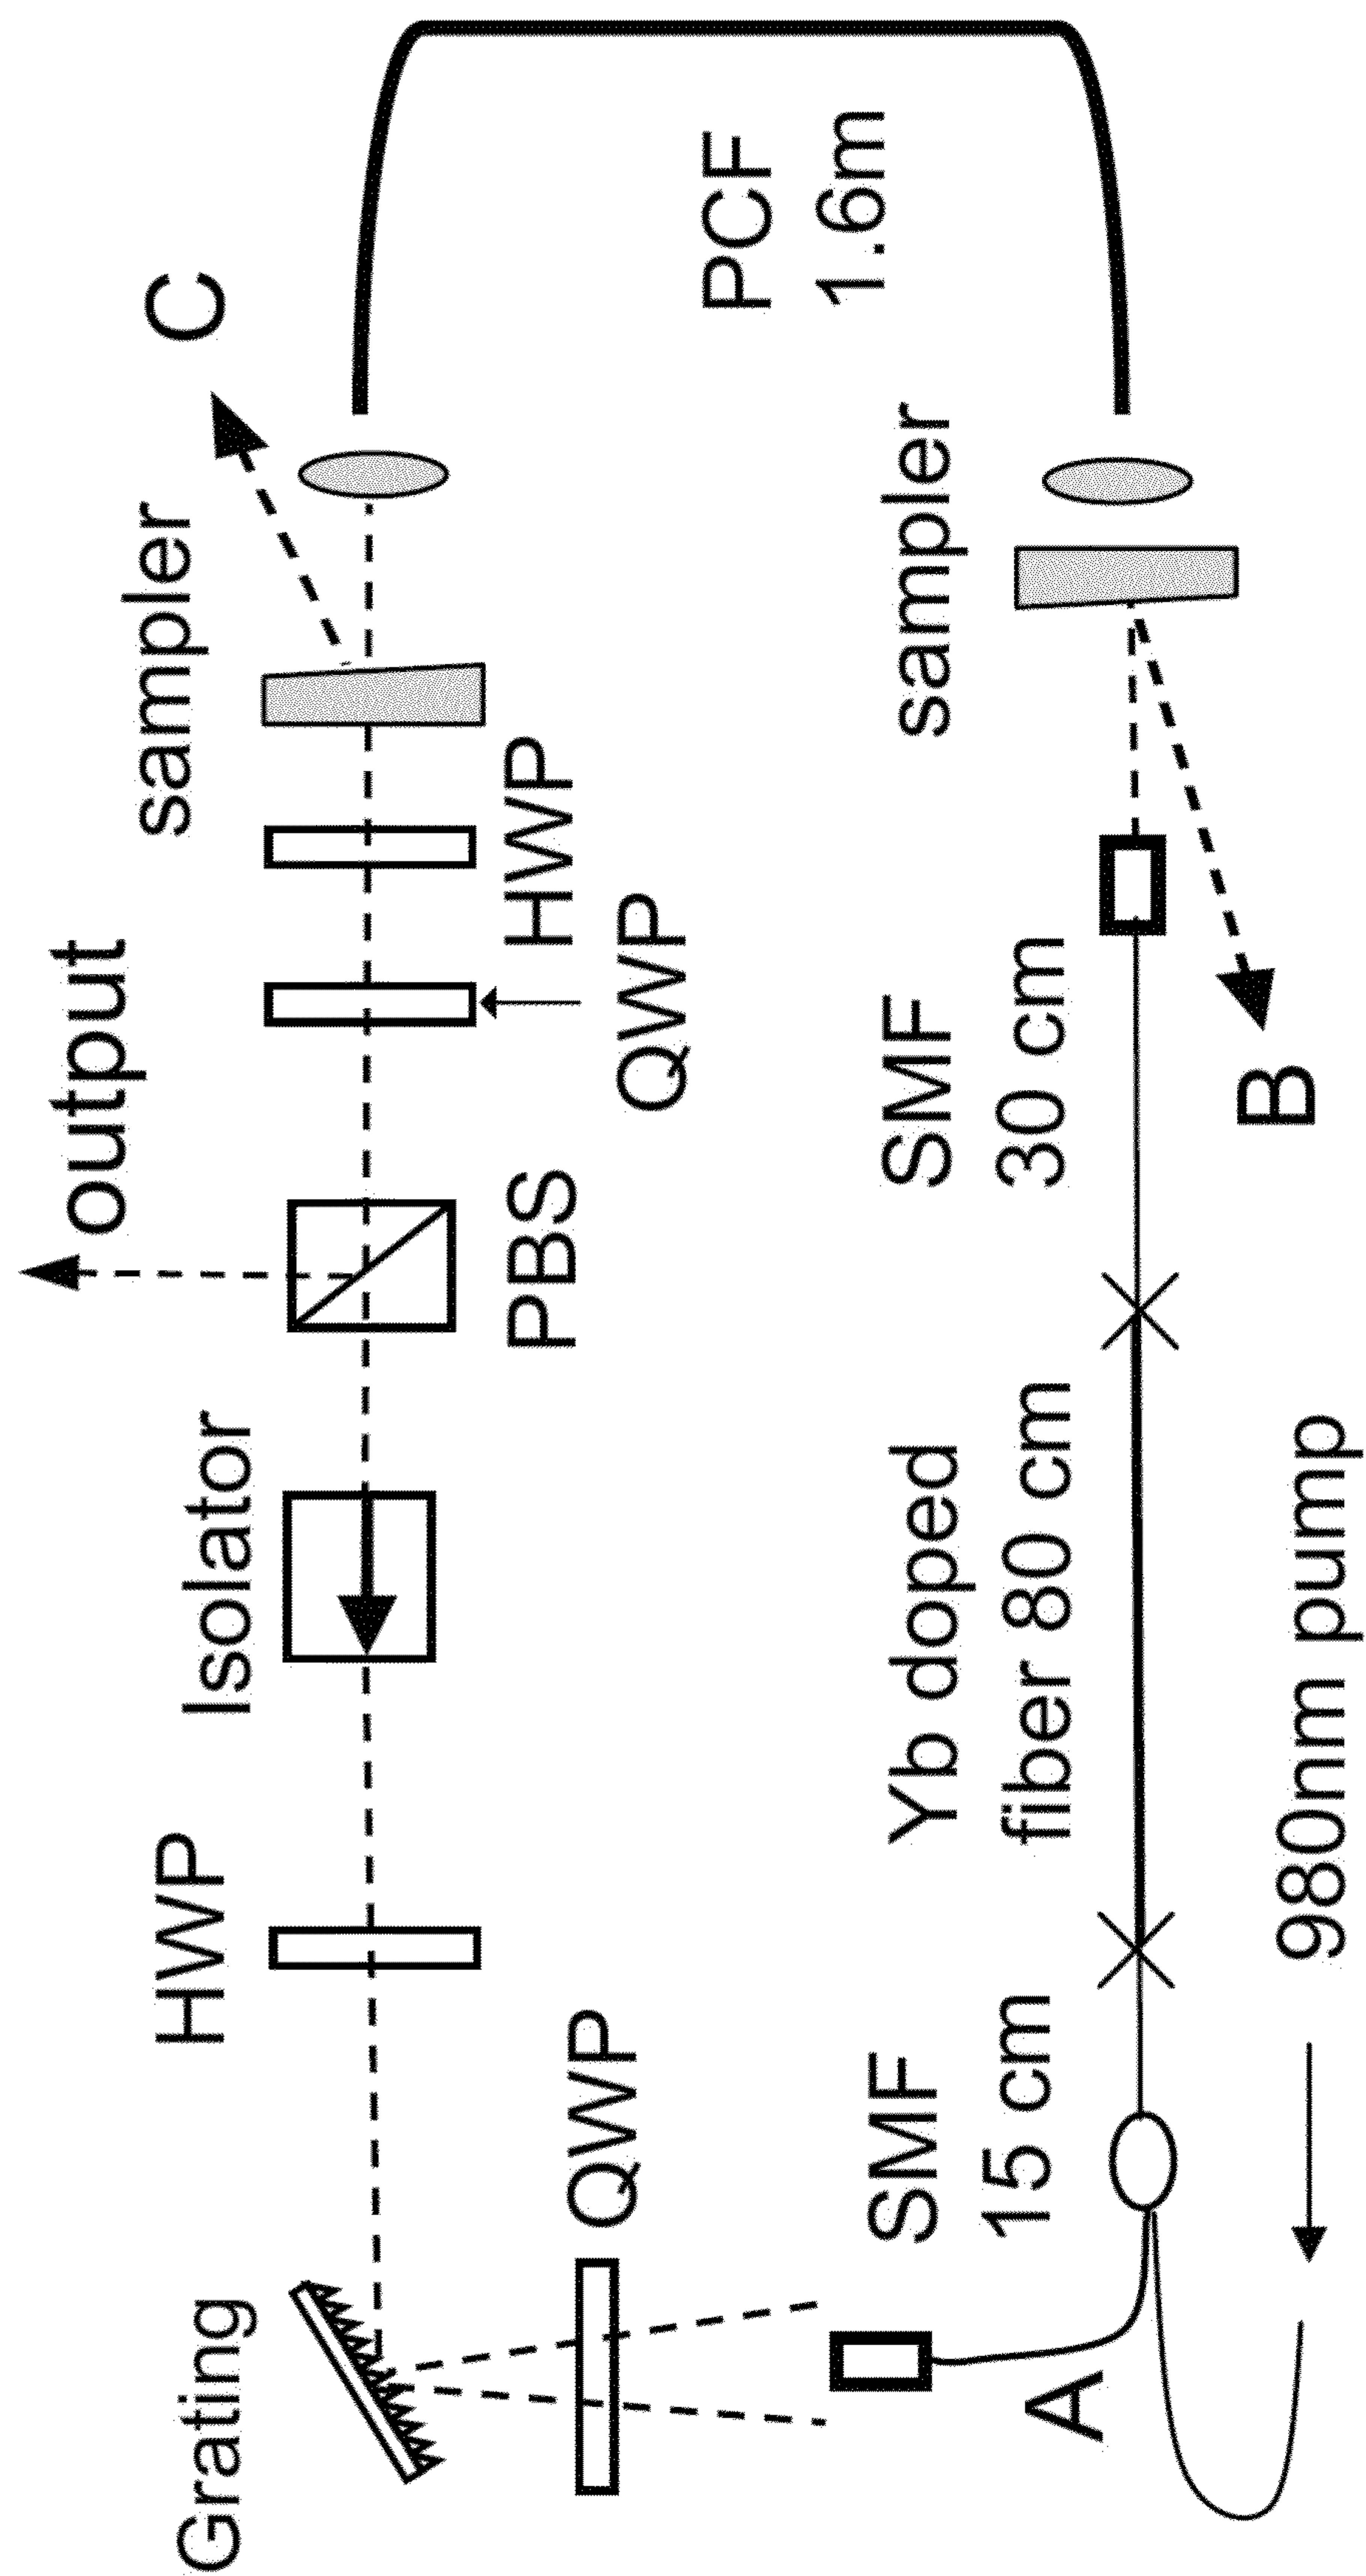 Grating
HWP
Isolator
output
sampler
C
QWP
PBS
QWP
HWP
PCF
1.6m
SMF
15 cm
Yb doped
fiber 80 cm
SMF
30 cm
sampler
A
980nm pump
B